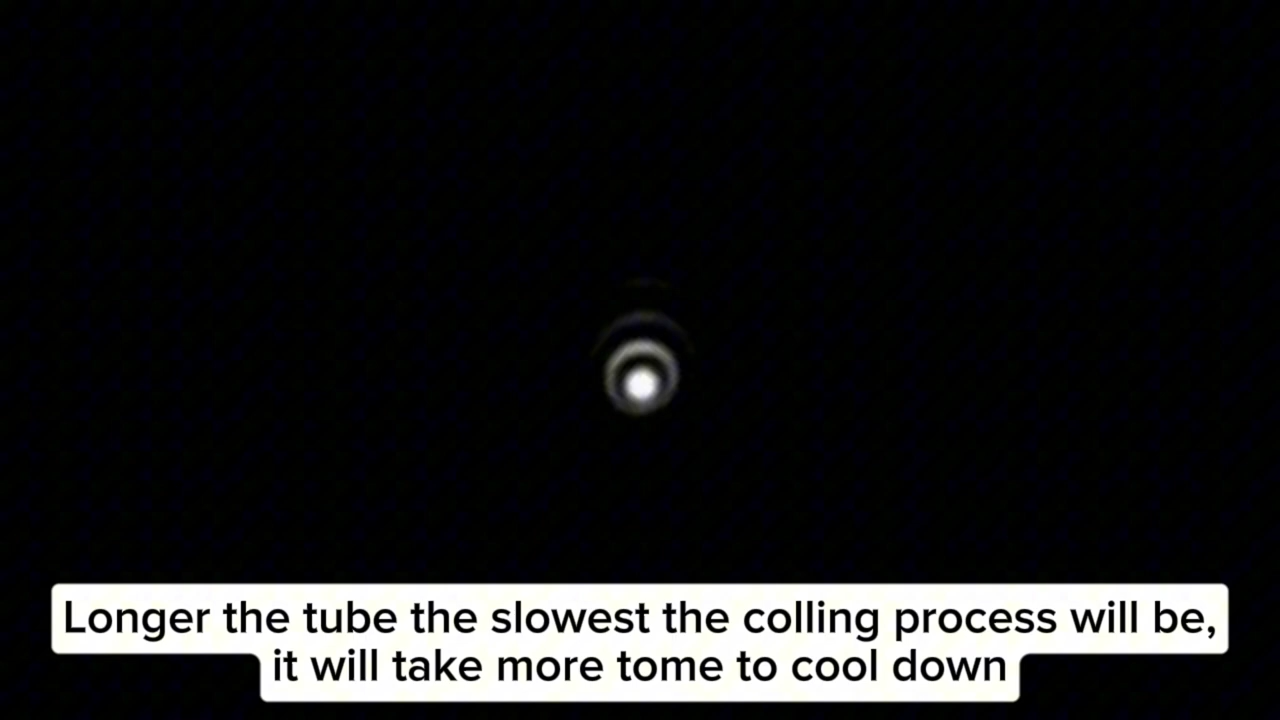 Longer the tube the slowest the colling process will be,
it will take more tome to cool down